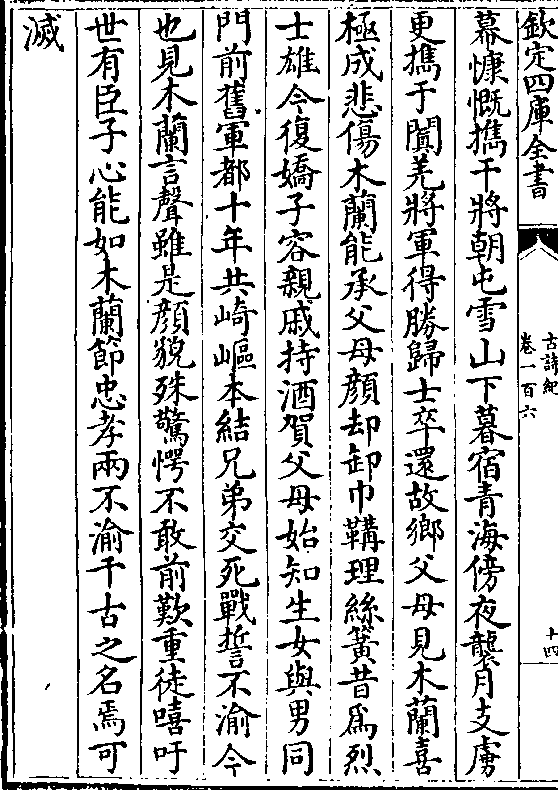 欽定四庫全書
古詩紀
卷一百六
十四
幕慷慨擕干將朝屯雪山下暮宿青海傍夜襲月支虜
更擕于闐羌將軍得勝歸士卒還故鄉父母見木蘭喜
極成悲傷木蘭能承父母顔却卸巾鞲理絲簧昔爲烈
士雄今復嬌子容親戚持酒賀父母始知生女與男同
門前舊軍都十年共崎嶇本結兄弟交死戰誓不渝今
也見木蘭言聲雖是顔貌殊驚愕不敢前歎重徒嘻吁
世有臣子心能如木蘭節忠孝兩不渝千古之名焉可
滅